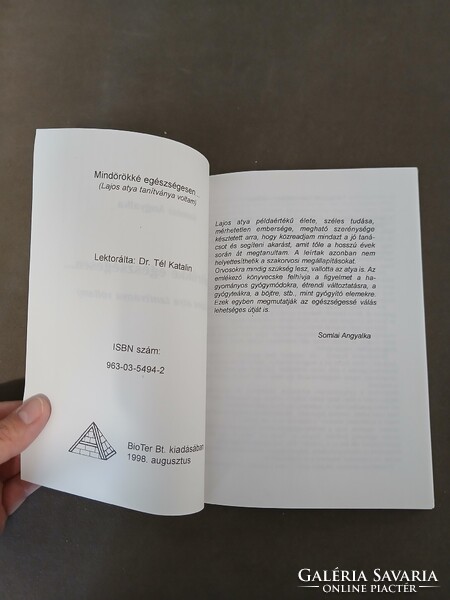 Mindörökké egészségesen...
(Lajos atya tanítványa voltam)
Lektorálta: Dr. Tél Katalin
ISBN szám:
963-03-5494-2
BioTer Bt. kiadásában
1998. augusztus
Lajos atya példaértékű élete, széles tudása,
mérhetetlen embersége, megható szerénysége
késztetett arra, hogy közreadjam mindazt a jó taná-
csot és segíteni akarást, amit tőle a hosszú évek
során át megtanultam. A leírtak azonban nem
helyettesíthetik a szakorvosi megállapításokat.
Orvosokra mindig szükség lesz, vallotta az atya is. Az
emlékező könyvecske felhívja a figyelmet a ha-
gyományos gyógymódokra, étrendi változtatásra, a
gyógyteákra, a böjtre, stb., mint gyógyító elemekre.
Ezek egyben megmutatják az egészségessé válás
lehetséges útját is.
Somlai Angyalka
GALÉRIA SAVARIA
ONLINE PIACTÉR